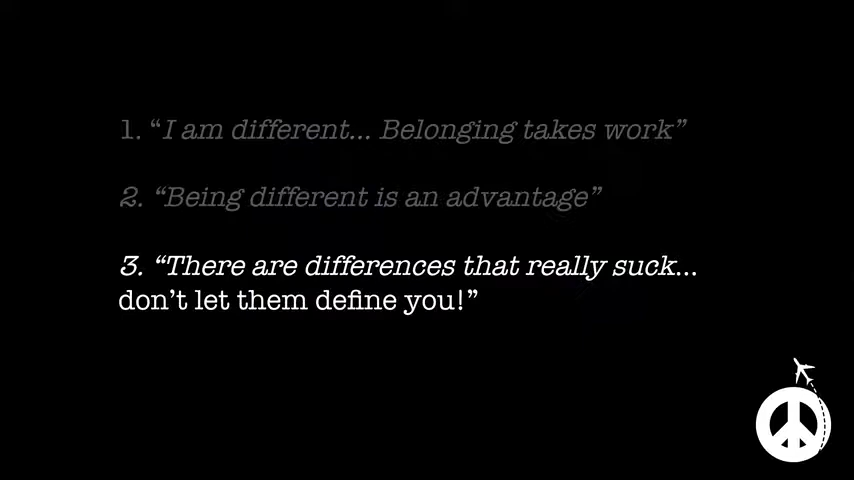 1. “I am different... Belonging takes work”
2. “Being different is an advantage”
3. “There are differences that really suck...
don’t let them define you!”